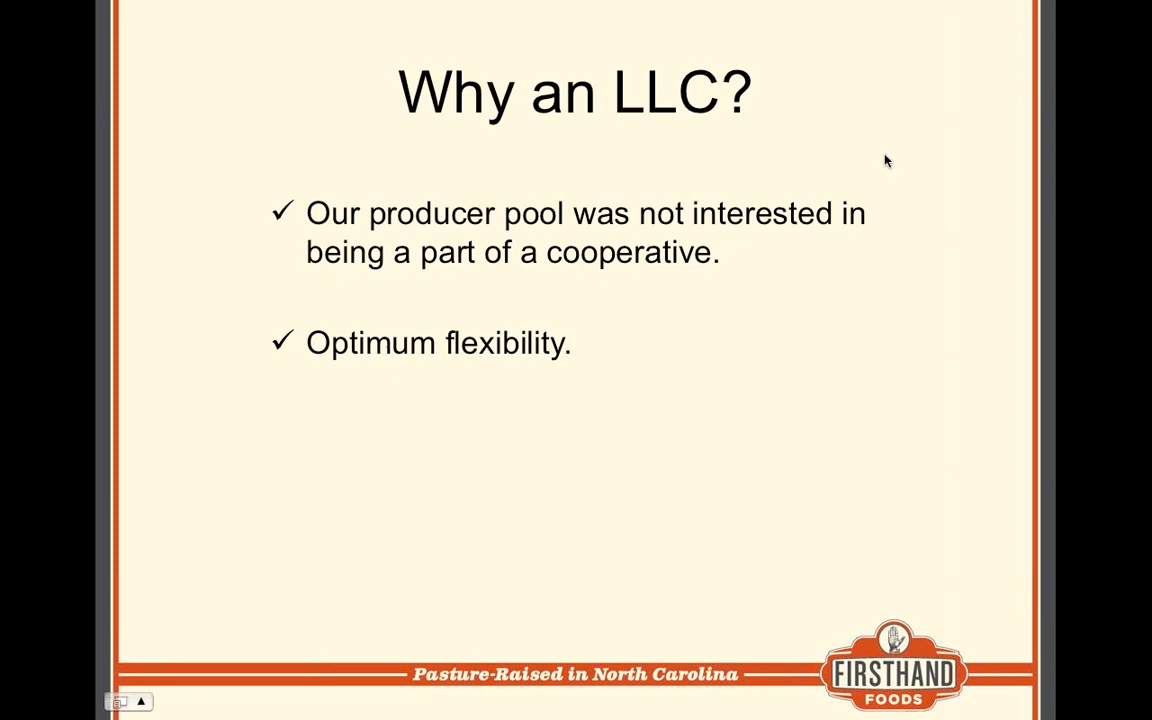 Why an LLC?
✓ Our producer pool was not interested in
being a part of a cooperative.
✓ Optimum flexibility.
Pasture-Raised in North Carolina
FIRSTHAND
FOODS